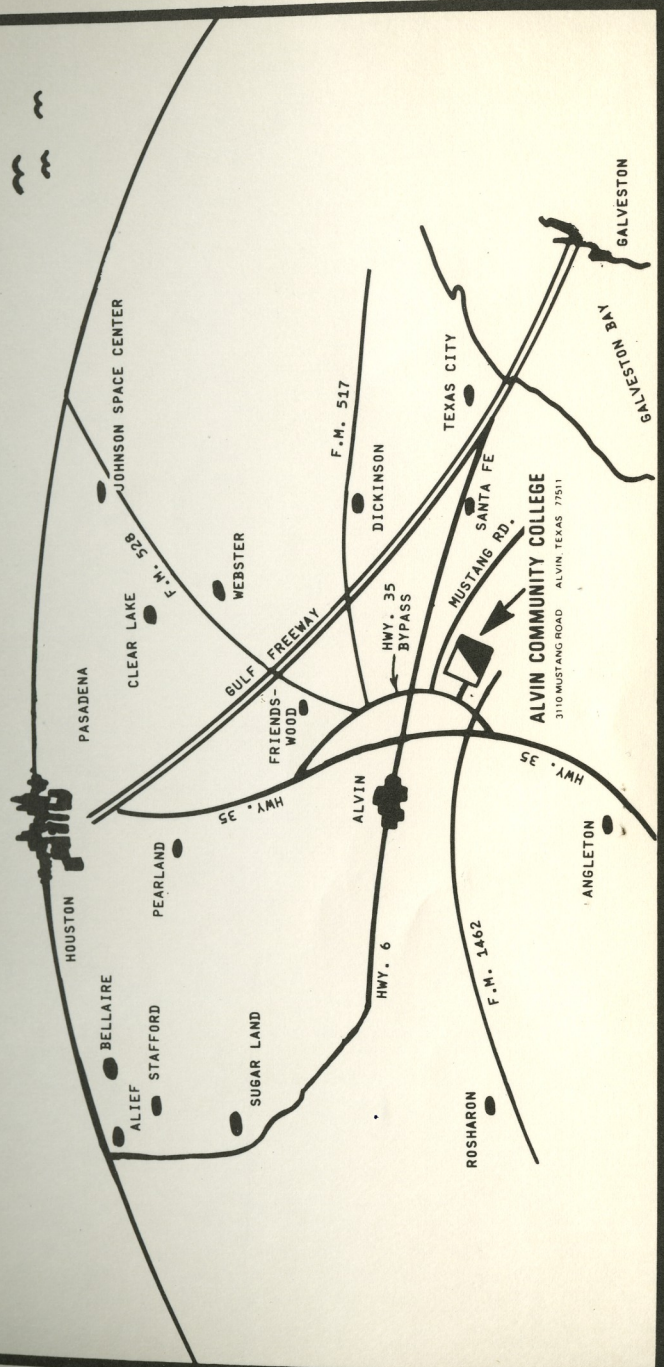 HOUSTON
PASADENA
BELLAIRE
ALIEF
STAFFORD
SUGAR LAND
PEARLAND
CLEAR LAKE
JOHNSON SPACE CENTER
F.M. 528
WEBSTER
GULF FREEWAY
FRIENDS-
WOOD
HWY. 35
F.M. 517
DICKINSON
HWY. 35
BYPASS
ALVIN
HWY. 6
TEXAS CITY
SANTA FE
MUSTANG RD.
ROSHARON
F.M. 1462
HWY. 35
ANGLETON
ALVIN COMMUNITY COLLEGE
3110 MUSTANG ROAD ALVIN, TEXAS 77511
GALVESTON BAY
GALVESTON